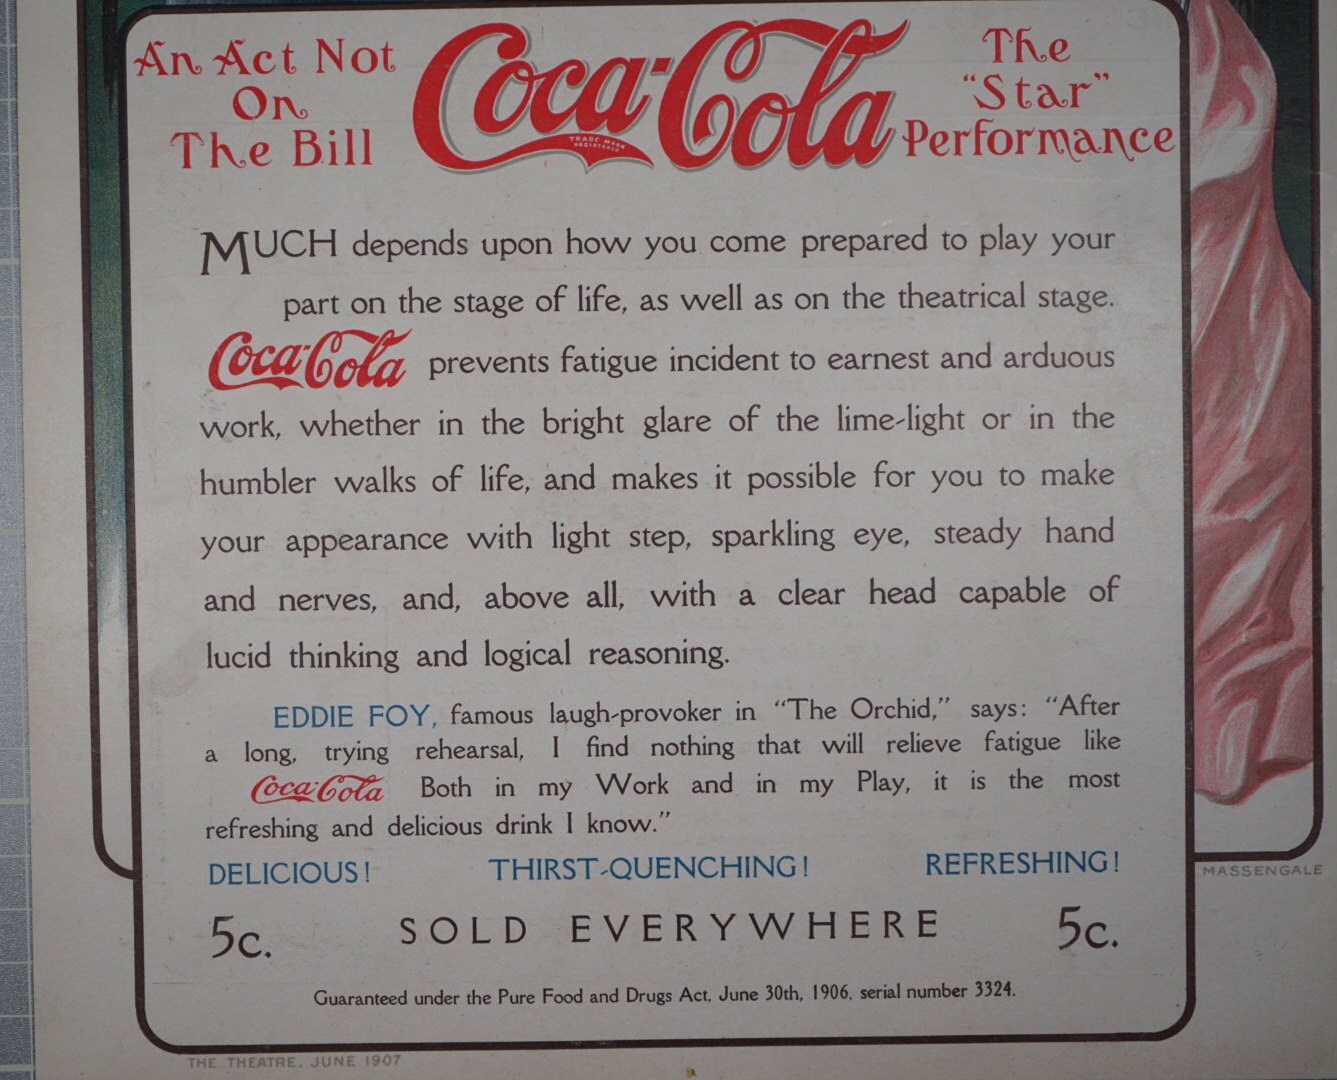 An Act Not
On
The Bill
Coca-Cola
TRADE MARK
REGISTERED
The
“Star”
Performance
MUCH depends upon how you come prepared to play your
part on the stage of life, as well as on the theatrical stage.
Coca-Cola prevents fatigue incident to earnest and arduous
work, whether in the bright glare of the lime-light or in the
humbler walks of life, and makes it possible for you to make
your appearance with light step, sparkling eye, steady hand
and nerves, and, above all, with a clear head capable of
lucid thinking and logical reasoning.
EDDIE FOY, famous laugh-provoker in “The Orchid,” says: “After
a long, trying rehearsal, I find nothing that will relieve fatigue like
Coca-Cola Both in my Work and in my Play, it is the most
refreshing and delicious drink I know.”
DELICIOUS! THIRST-QUENCHING! REFRESHING!
5c. SOLD EVERYWHERE 5c.
Guaranteed under the Pure Food and Drugs Act, June 30th, 1906, serial number 3324.
MASSENGALE
THE THEATRE, JUNE 1907